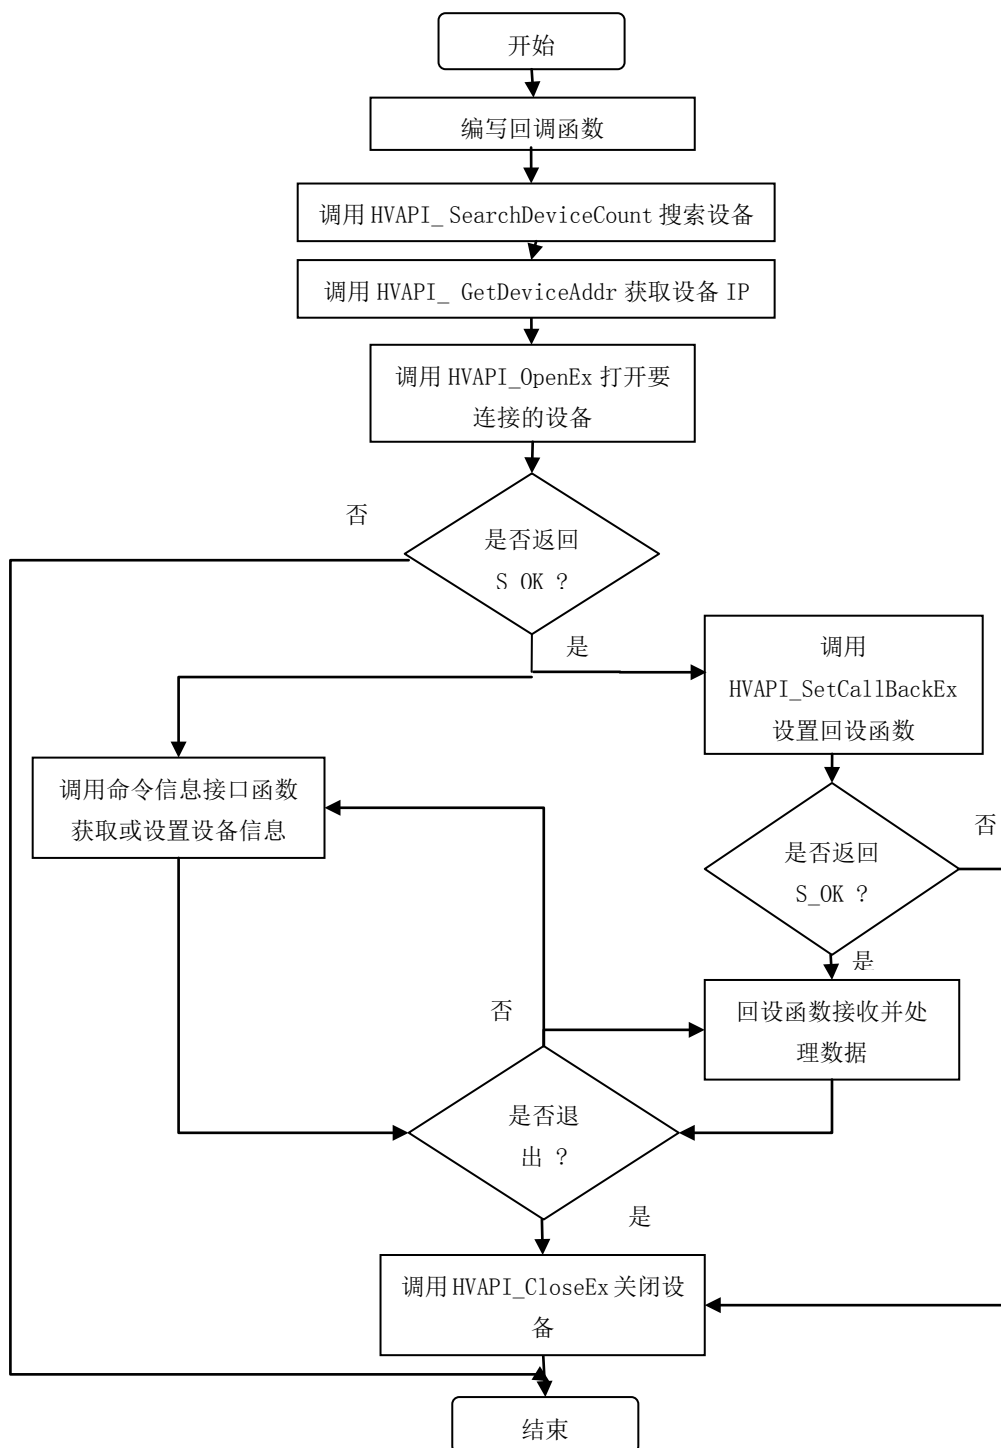 开始
编写回调函数
调用 HVAPI_ SearchDeviceCount 搜索设备
调用 HVAPI_ GetDeviceAddr 获取设备 IP
调用 HVAPI_OpenEx 打开要
连接的设备
否
是否返回
S_OK ?
是
调用
HVAPI_SetCallBackEx
设置回设函数
调用命令信息接口函数
获取或设置设备信息
否
是否返回
S_OK ?
是
否
回设函数接收并处
理数据
是否退
出 ?
是
调用 HVAPI_CloseEx 关闭设
备
结束